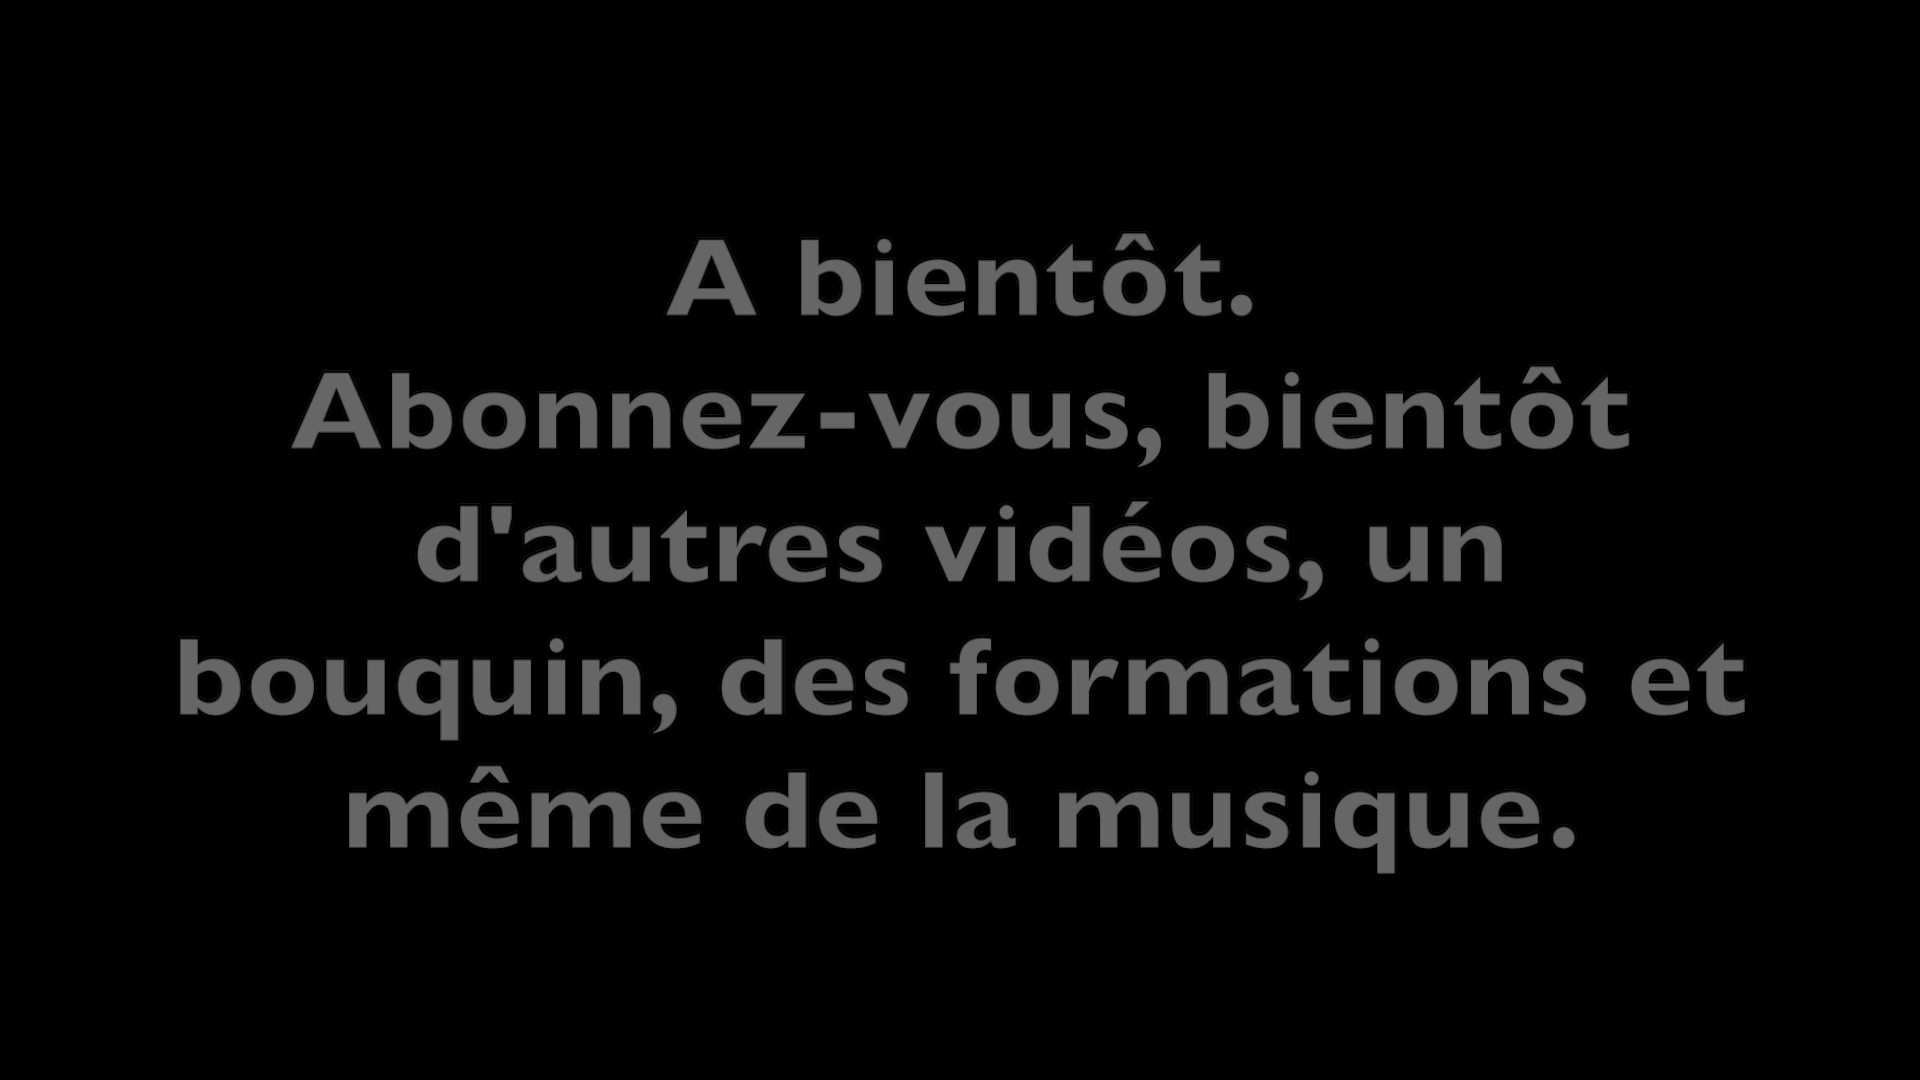 A bientôt.
Abonnez-vous, bientôt
d'autres vidéos, un
bouquin, des formations et
même de la musique.